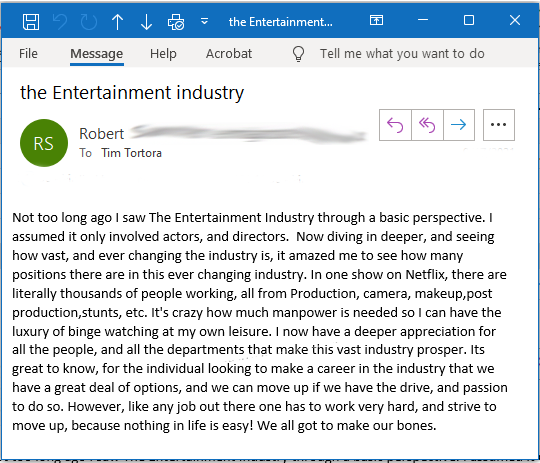 the Entertainment...
File Message Help Acrobat Tell me what you want to do
the Entertainment industry
RS
Robert
To Tim Tortora
Not too long ago I saw The Entertainment Industry through a basic perspective. I
assumed it only involved actors, and directors.  Now diving in deeper, and seeing
how vast, and ever changing the industry is, it amazed me to see how many
positions there are in this ever changing industry. In one show on Netflix, there are
literally thousands of people working, all from Production, camera, makeup,post
production,stunts, etc. It's crazy how much manpower is needed so I can have the
luxury of binge watching at my own leisure. I now have a deeper appreciation for
all the people, and all the departments that make this vast industry prosper. Its
great to know, for the individual looking to make a career in the industry that we
have a great deal of options, and we can move up if we have the drive, and passion
to do so. However, like any job out there one has to work very hard, and strive to
move up, because nothing in life is easy! We all got to make our bones.